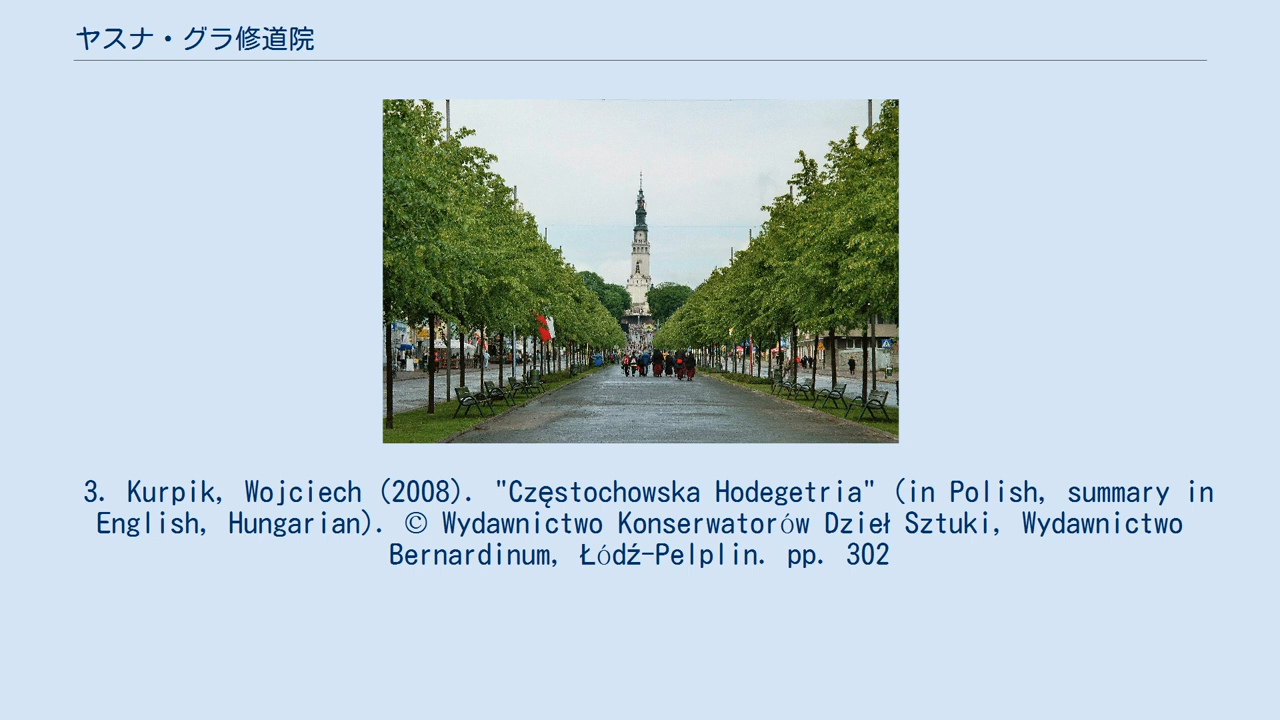 ヤスナ・グラ修道院
3. Kurpik, Wojciech (2008). "Częstochowska Hodegetria" (in Polish, summary in
English, Hungarian). © Wydawnictwo Konserwatorów Dzieł Sztuki, Wydawnictwo
Bernardinum, Łódź-Pelplin. pp. 302